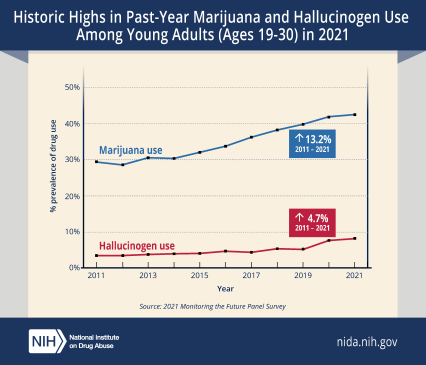 Historic Highs in Past-Year Marijuana and Hallucinogen Use
Among Young Adults (Ages 19-30) in 2021
% prevalence of drug use
50%
40%
30%
20%
10%
0%
Marijuana use
↑13.2%
2011 – 2021
↑ 4.7%
2011 – 2021
Hallucinogen use
2011
2013
2015
2017
2019
2021
Year
Source: 2021 Monitoring the Future Panel Survey
NIH
National Institute
on Drug Abuse
nida.nih.gov